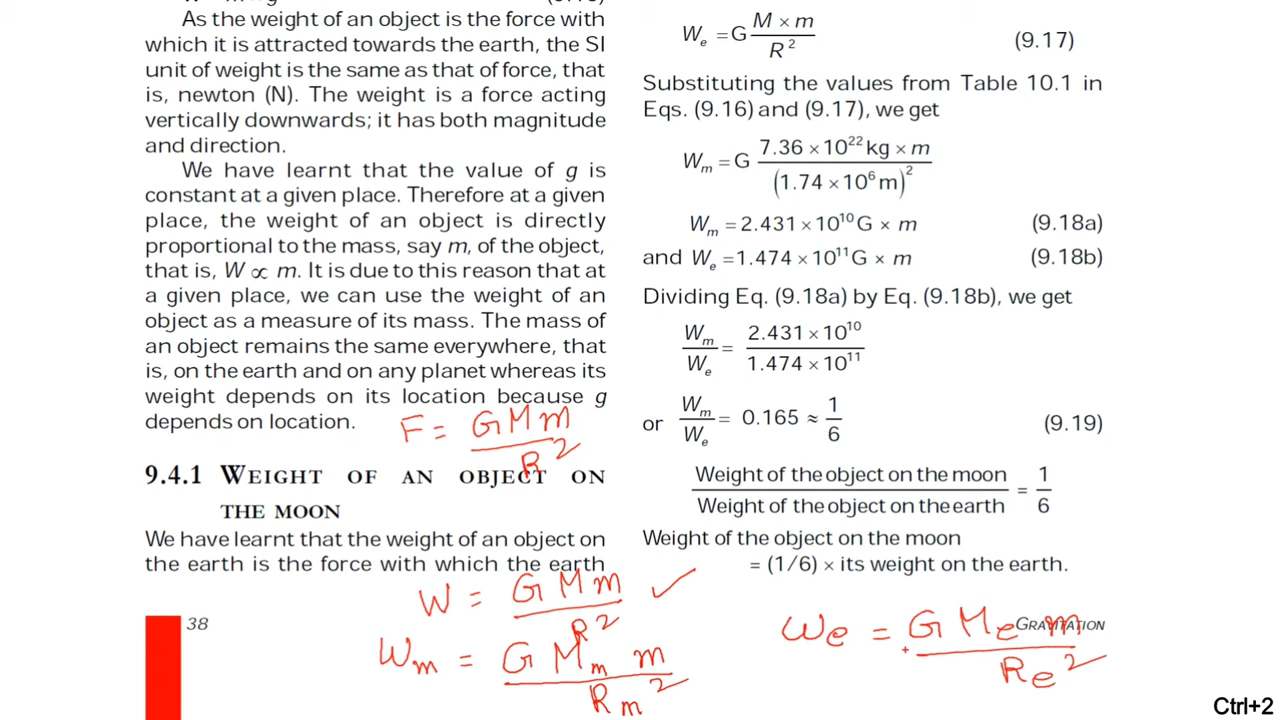 As the weight of an object is the force with
which it is attracted towards the earth, the SI
unit of weight is the same as that of force, that
is, newton (N). The weight is a force acting
vertically downwards; it has both magnitude
and direction.
We have learnt that the value of g is
constant at a given place. Therefore at a given
place, the weight of an object is directly
proportional to the mass, say m, of the object,
that is, W ∝ m. It is due to this reason that at
a given place, we can use the weight of an
object as a measure of its mass. The mass of
an object remains the same everywhere, that
is, on the earth and on any planet whereas its
weight depends on its location because g
depends on location.
F = GMm / R²
9.4.1 WEIGHT OF AN OBJECT ON
THE MOON
We have learnt that the weight of an object on
the earth is the force with which the earth
W = GMm / R² ✓
38
Wm = G Mm m / Rm²
We = G M × m / R² (9.17)
Substituting the values from Table 10.1 in
Eqs. (9.16) and (9.17), we get
Wm = G 7.36 × 10²² kg × m / (1.74 × 10⁶ m)²
Wm = 2.431 × 10¹⁰ G × m (9.18a)
and We = 1.474 × 10¹¹ G × m (9.18b)
Dividing Eq. (9.18a) by Eq. (9.18b), we get
Wm / We = 2.431 × 10¹⁰ / 1.474 × 10¹¹
or Wm / We = 0.165 ≈ 1/6 (9.19)
Weight of the object on the moon / Weight of the object on the earth = 1/6
Weight of the object on the moon
= (1/6) × its weight on the earth.
GRAVITATION
We = G Me m / Re²
Ctrl+2